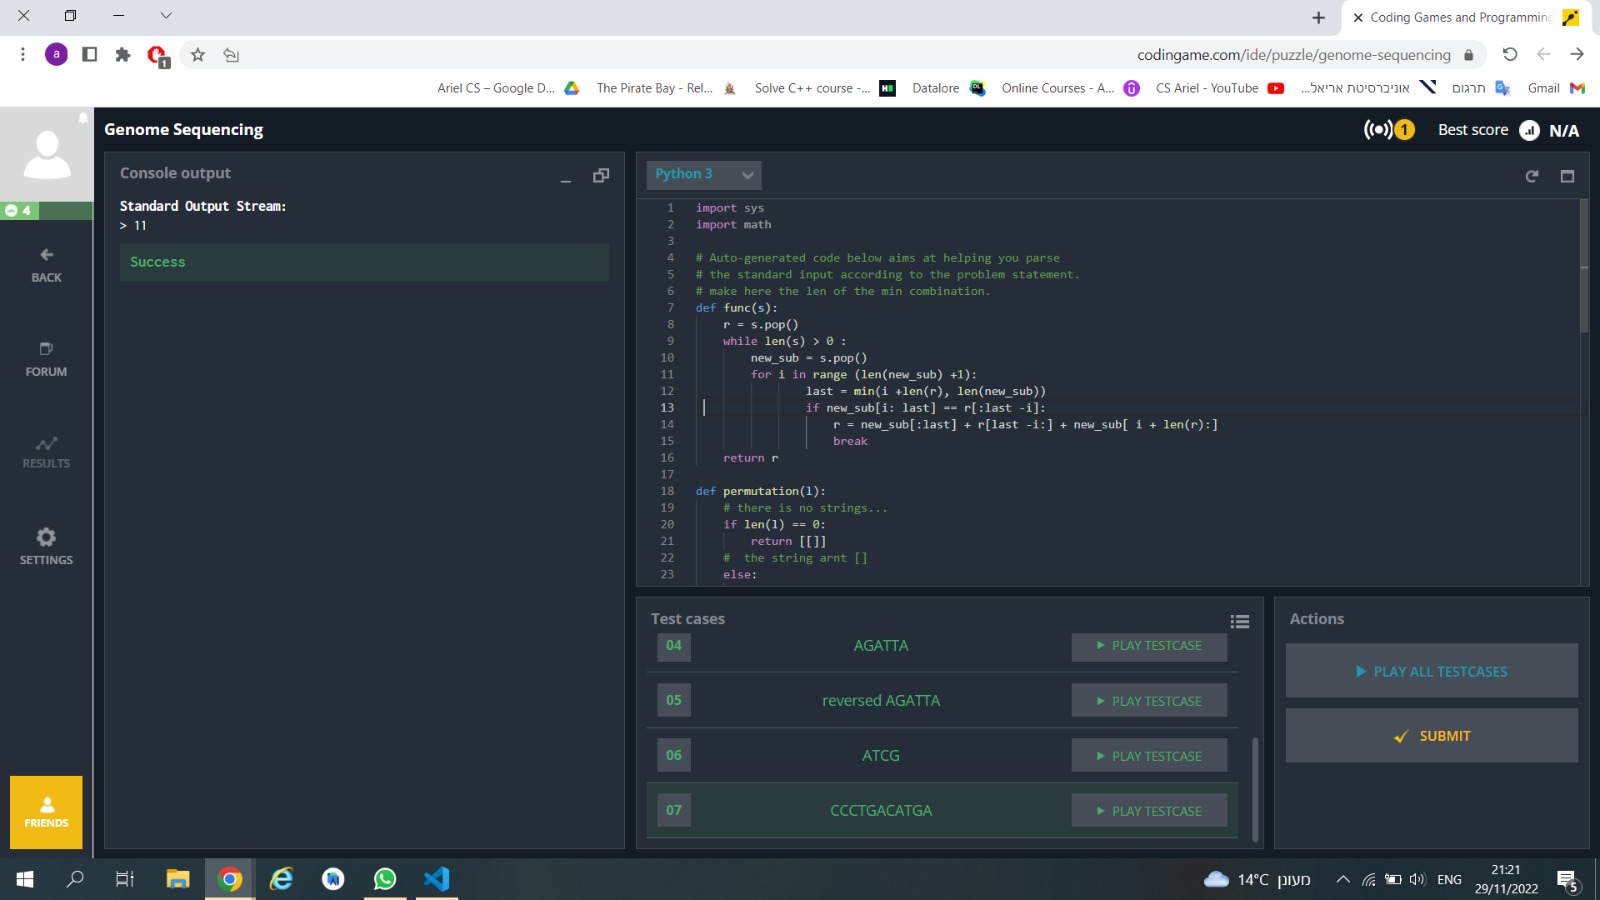 Coding Games and Programming
codingame.com/ide/puzzle/genome-sequencing
a
1
Ariel CS – Google D...
The Pirate Bay - Rel...
Solve C++ course -...
Datalore
Online Courses - A...
CS Ariel - YouTube
אוניברסיטת אריאל...
תרגום
Gmail
Genome Sequencing
1
Best score
N/A
4
BACK
FORUM
RESULTS
SETTINGS
FRIENDS
Console output
Standard Output Stream:
> 11
Success
Python 3
1 import sys
2 import math
3
4 # Auto-generated code below aims at helping you parse
5 # the standard input according to the problem statement.
6 # make here the len of the min combination.
7 def func(s):
8 r = s.pop()
9 while len(s) > 0 :
10 new_sub = s.pop()
11 for i in range (len(new_sub) +1):
12 last = min(i +len(r), len(new_sub))
13 if new_sub[i: last] == r[:last -i]:
14 r = new_sub[:last] + r[last -i:] + new_sub[ i + len(r):]
15 break
16 return r
17
18 def permutation(l):
19 # there is no strings...
20 if len(l) == 0:
21 return [[]]
22 #  the string arnt []
23 else:
Test cases
04 AGATTA PLAY TESTCASE
05 reversed AGATTA PLAY TESTCASE
06 ATCG PLAY TESTCASE
07 CCCTGACATGA PLAY TESTCASE
Actions
PLAY ALL TESTCASES
SUBMIT
14°C מעונן
ENG
21:21
29/11/2022
5